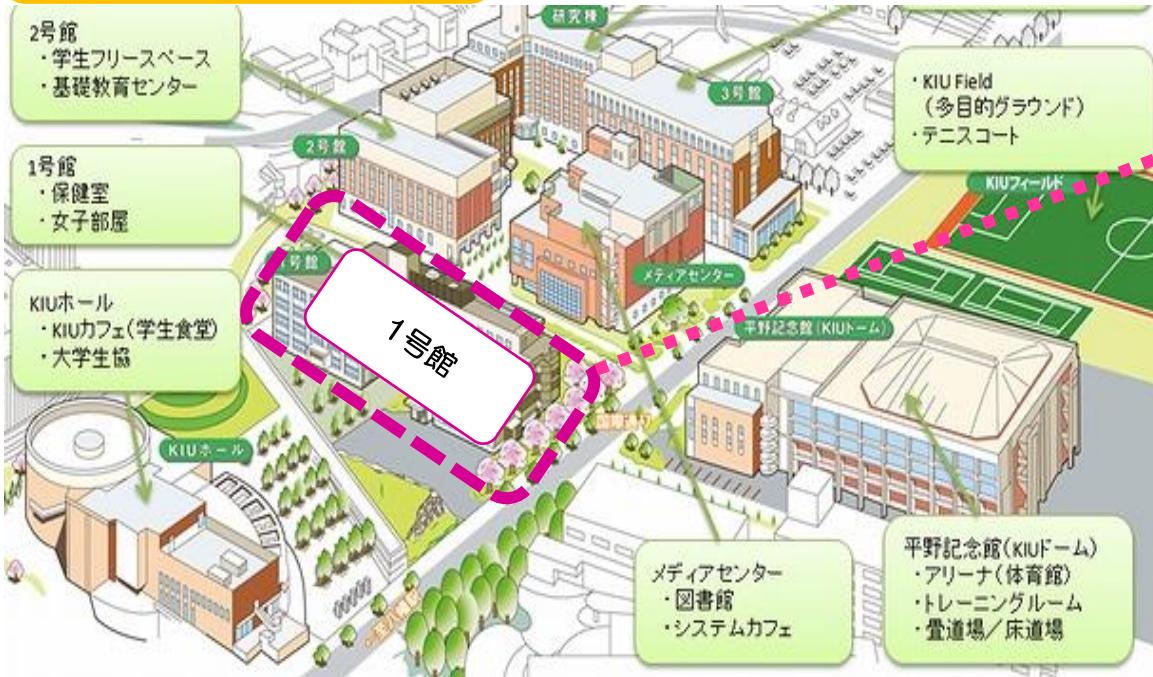 2号館
・学生フリースペース
・基礎教育センター
研究棟
3号館
・KIU Field
(多目的グラウンド)
・テニスコート
2号館
1号館
・保健室
・女子部屋
KIUフィールド
号館
1号館
メディアセンター
平野記念館(KIUドーム)
KIUホール
・KIUカフェ(学生食堂)
・大学生協
KIUホール
メディアセンター
・図書館
・システムカフェ
平野記念館(KIUドーム)
・アリーナ(体育館)
・トレーニングルーム
・畳道場/床道場